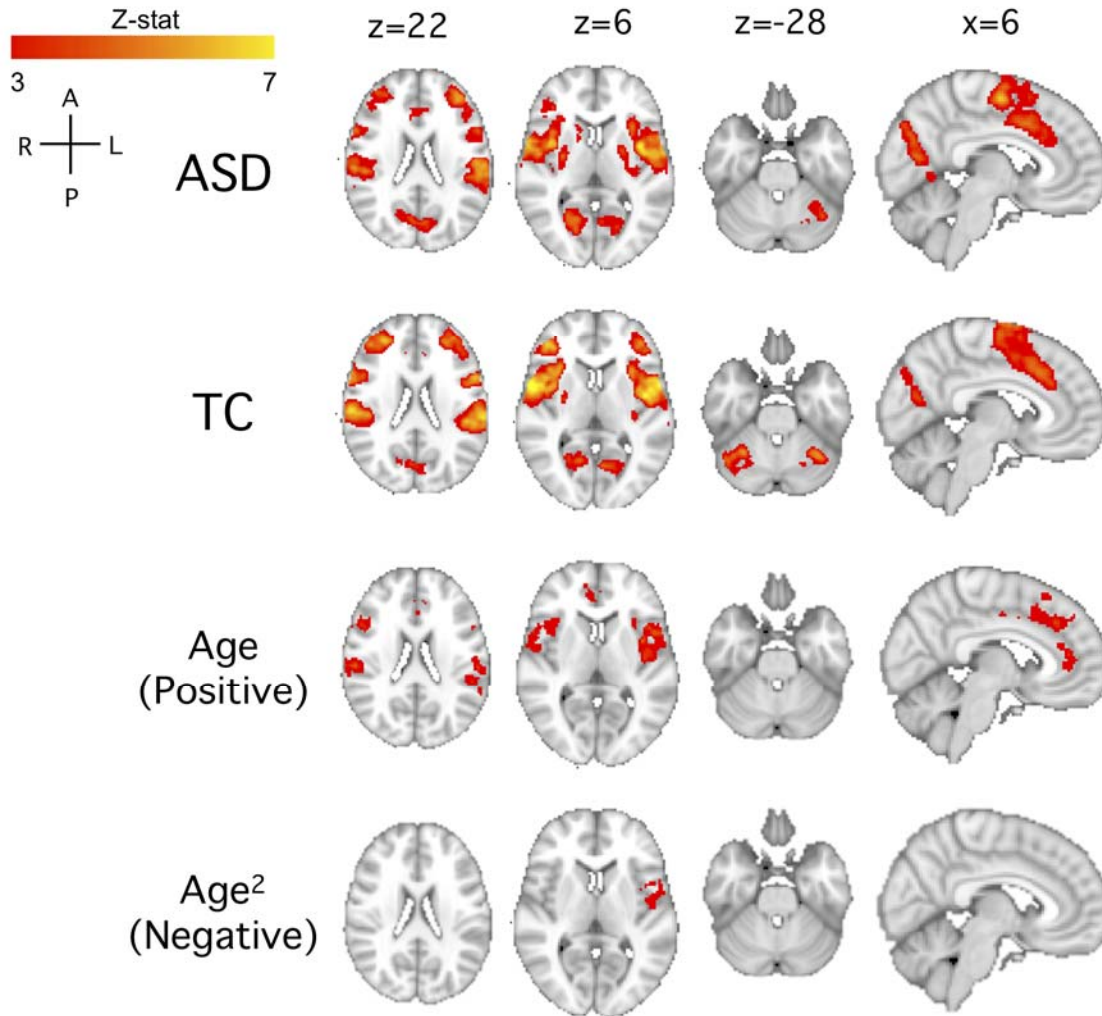 Z-stat
3 7
z=22 z=6 z=-28 x=6
A
R L
P
ASD
TC
Age
(Positive)
Age²
(Negative)